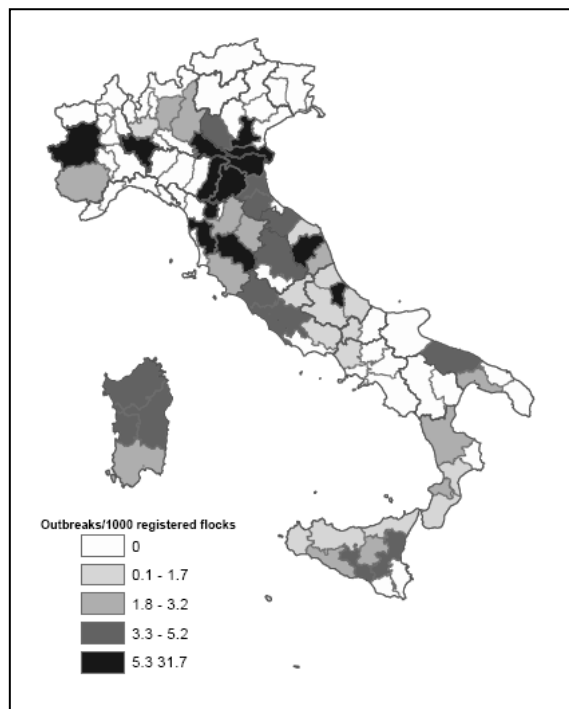 Outbreaks/1000 registered flocks
0
0.1 - 1.7
1.8 - 3.2
3.3 - 5.2
5.3 31.7